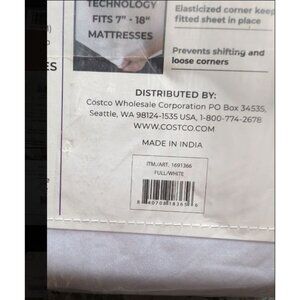 TECHNOLOGY
FITS 7" - 18"
MATTRESSES
Elasticized corner keep
fitted sheet in place
Prevents shifting and
loose corners
ES
DISTRIBUTED BY:
Costco Wholesale Corporation PO Box 34535,
Seattle, WA 98124-1535 USA, 1-800-774-2678
WWW.COSTCO.COM
MADE IN INDIA
ITM./ART. 1691366
FULL/WHITE